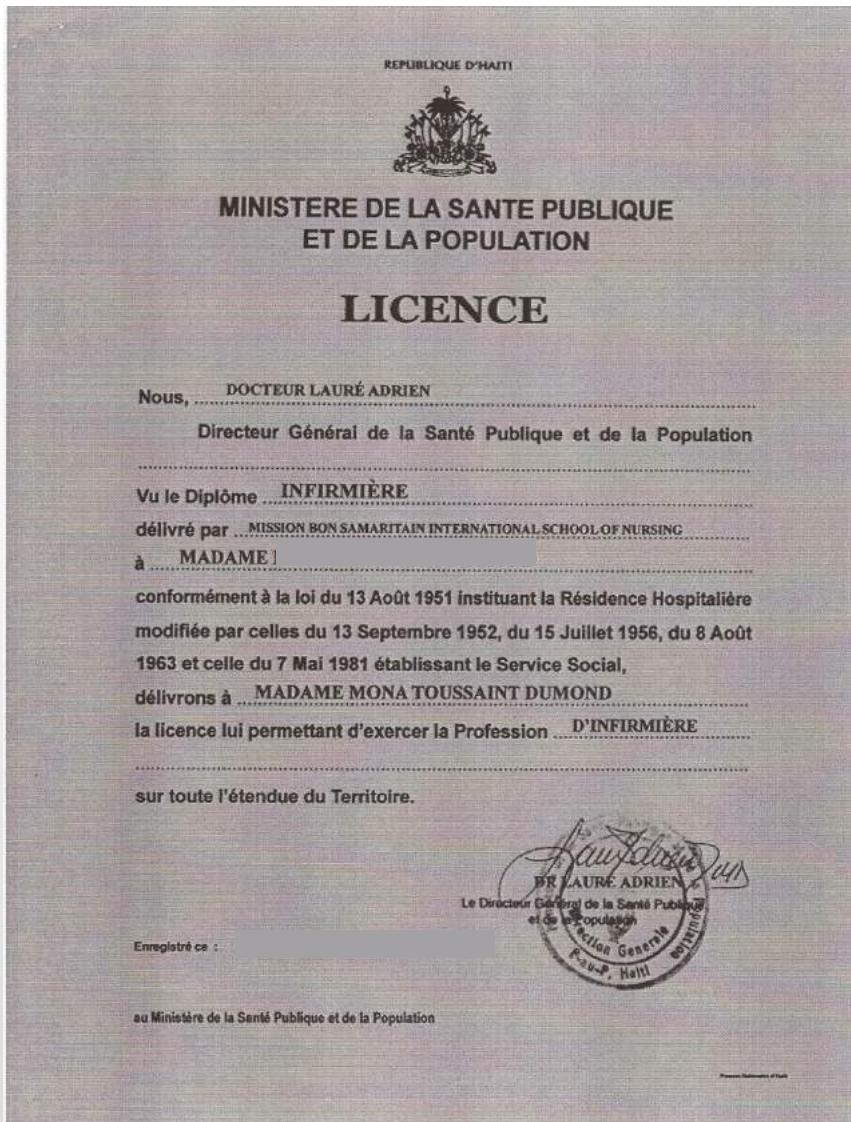 REPUBLIQUE D'HAITI
MINISTERE DE LA SANTE PUBLIQUE
ET DE LA POPULATION
LICENCE
Nous, DOCTEUR LAURÉ ADRIEN
Directeur Général de la Santé Publique et de la Population
Vu le Diplôme INFIRMIÈRE
délivré par MISSION BON SAMARITAIN INTERNATIONAL SCHOOL OF NURSING
à MADAME
conformément à la loi du 13 Août 1951 instituant la Résidence Hospitalière
modifiée par celles du 13 Septembre 1952, du 15 Juillet 1956, du 8 Août
1963 et celle du 7 Mai 1981 établissant le Service Social,
délivrons à MADAME MONA TOUSSAINT DUMOND
la licence lui permettant d'exercer la Profession D'INFIRMIÈRE
sur toute l'étendue du Territoire.
DR LAURÉ ADRIEN
Le Directeur Général de la Santé Publique
et de la Population
Direction Generale
P-au-P, Haiti
Population
Enregistré ce :
au Ministère de la Santé Publique et de la Population